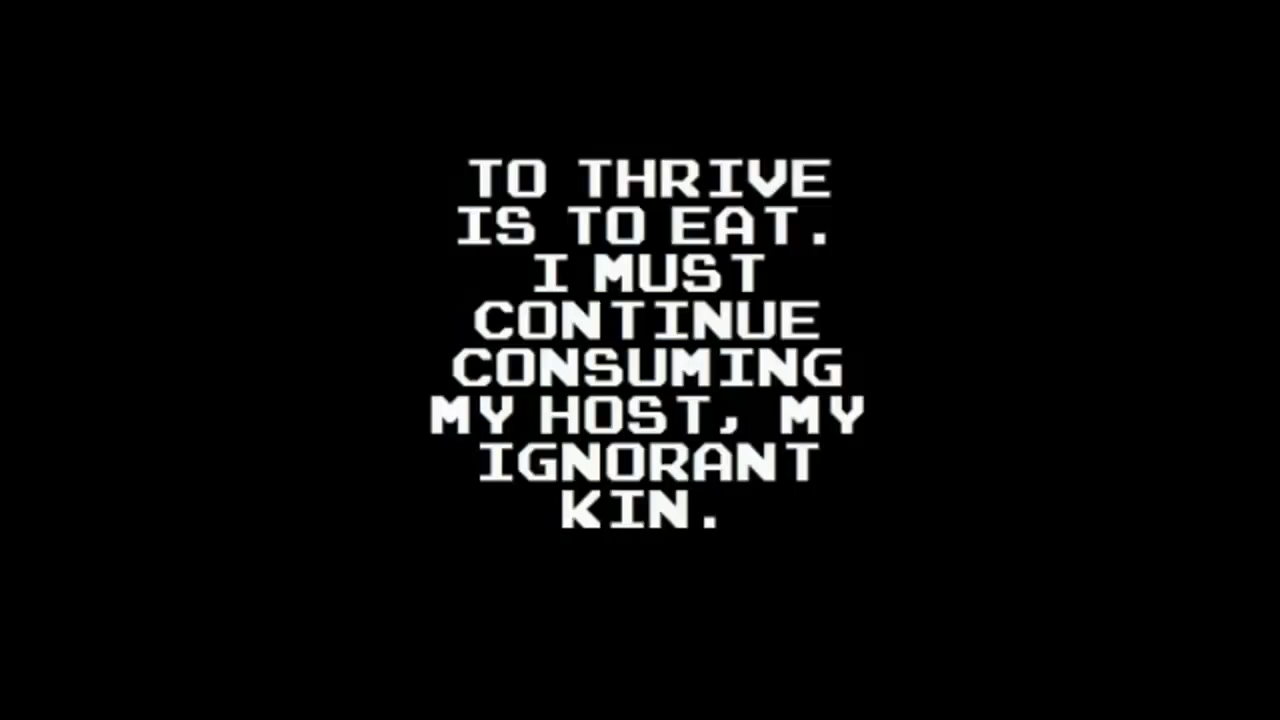 TO THRIVE
IS TO EAT.
I MUST
CONTINUE
CONSUMING
MY HOST, MY
IGNORANT
KIN.